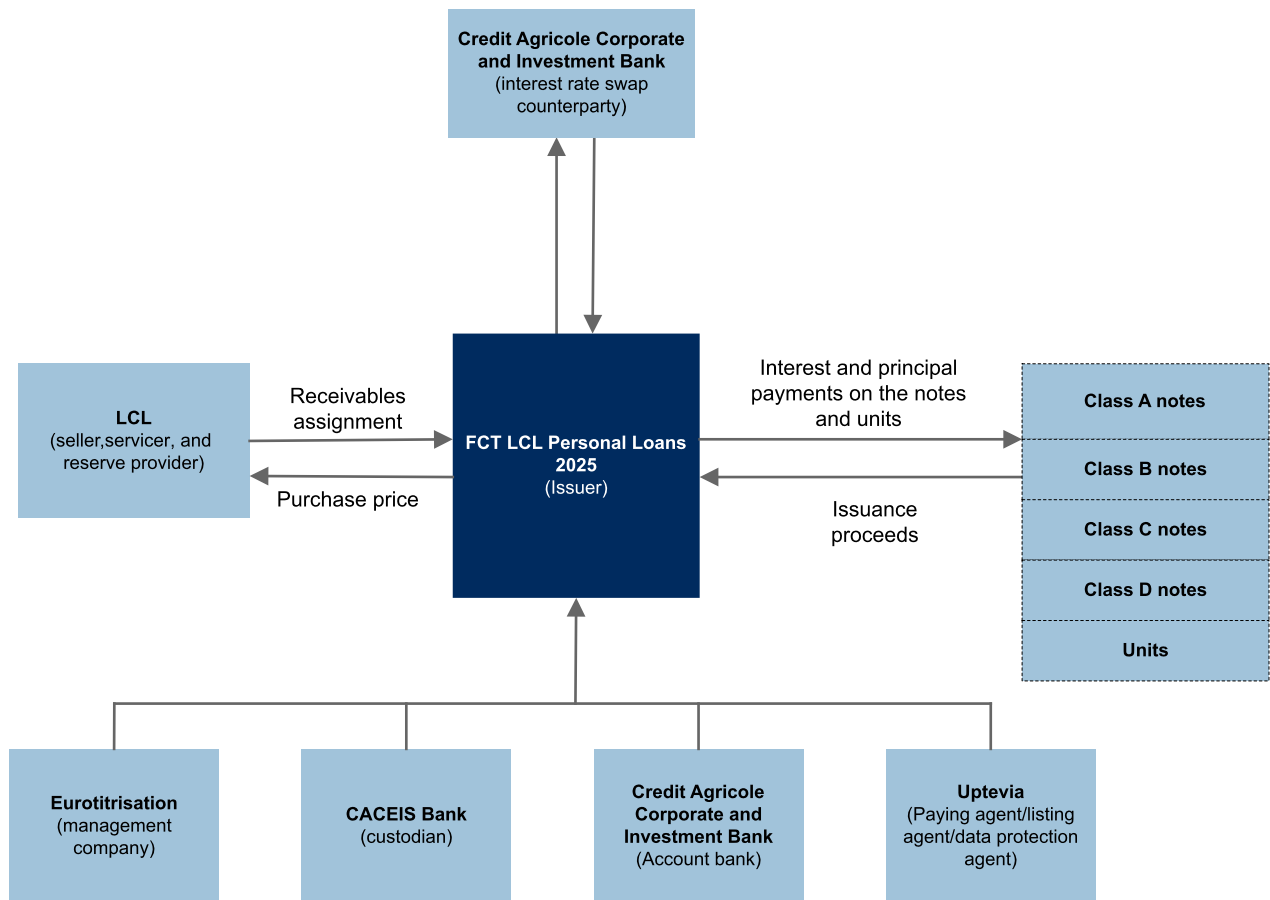 Credit Agricole Corporate
and Investment Bank
(interest rate swap
counterparty)
LCL
(seller,servicer, and
reserve provider)
Receivables
assignment
Purchase price
FCT LCL Personal Loans
2025
(Issuer)
Interest and principal
payments on the notes
and units
Issuance
proceeds
Class A notes
Class B notes
Class C notes
Class D notes
Units
Eurotitrisation
(management
company)
CACEIS Bank
(custodian)
Credit Agricole
Corporate and
Investment Bank
(Account bank)
Uptevia
(Paying agent/listing
agent/data protection
agent)